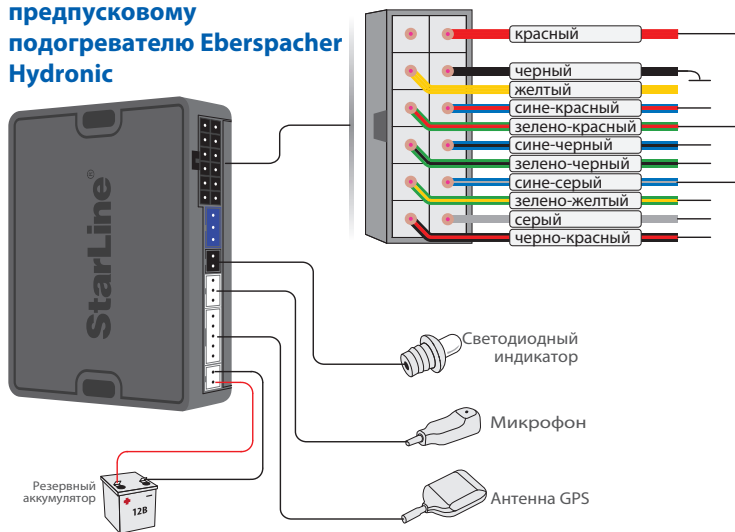 предпусковому
подогревателю Eberspacher
Hydronic
красный
черный
желтый
сине-красный
зелено-красный
сине-черный
зелено-черный
сине-серый
зелено-желтый
серый
черно-красный
StarLine®
Светодиодный
индикатор
Микрофон
Антенна GPS
Резервный
аккумулятор
+ −
12В